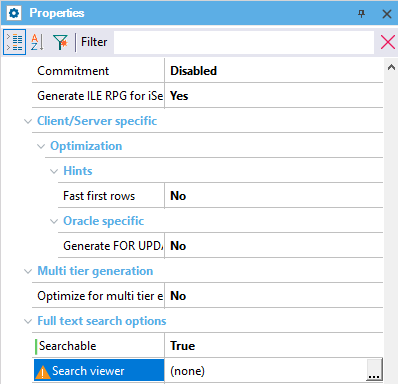 Properties
Filter
Commitment Disabled
Generate ILE RPG for iSe Yes
Client/Server specific
Optimization
Hints
Fast first rows No
Oracle specific
Generate FOR UPDA No
Multi tier generation
Optimize for multi tier e No
Full text search options
Searchable True
Search viewer (none) ...